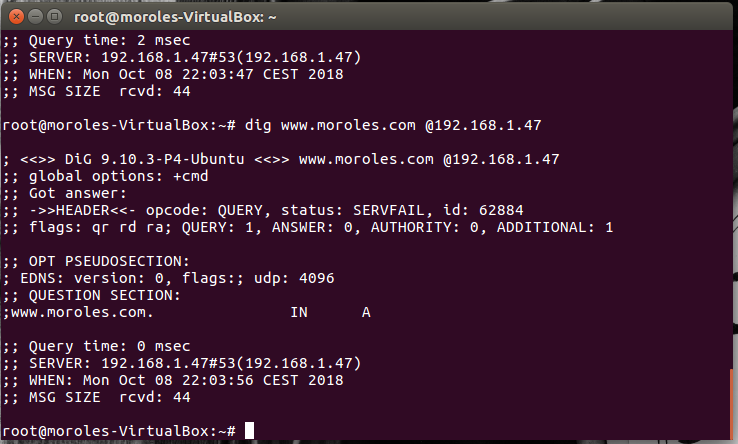 root@moroles-VirtualBox: ~
;; Query time: 2 msec
;; SERVER: 192.168.1.47#53(192.168.1.47)
;; WHEN: Mon Oct 08 22:03:47 CEST 2018
;; MSG SIZE  rcvd: 44
root@moroles-VirtualBox:~# dig www.moroles.com @192.168.1.47
; <<>> DiG 9.10.3-P4-Ubuntu <<>> www.moroles.com @192.168.1.47
;; global options: +cmd
;; Got answer:
;; ->>HEADER<<- opcode: QUERY, status: SERVFAIL, id: 62884
;; flags: qr rd ra; QUERY: 1, ANSWER: 0, AUTHORITY: 0, ADDITIONAL: 1
;; OPT PSEUDOSECTION:
; EDNS: version: 0, flags:; udp: 4096
;; QUESTION SECTION:
;www.moroles.com.                IN      A
;; Query time: 0 msec
;; SERVER: 192.168.1.47#53(192.168.1.47)
;; WHEN: Mon Oct 08 22:03:56 CEST 2018
;; MSG SIZE  rcvd: 44
root@moroles-VirtualBox:~#